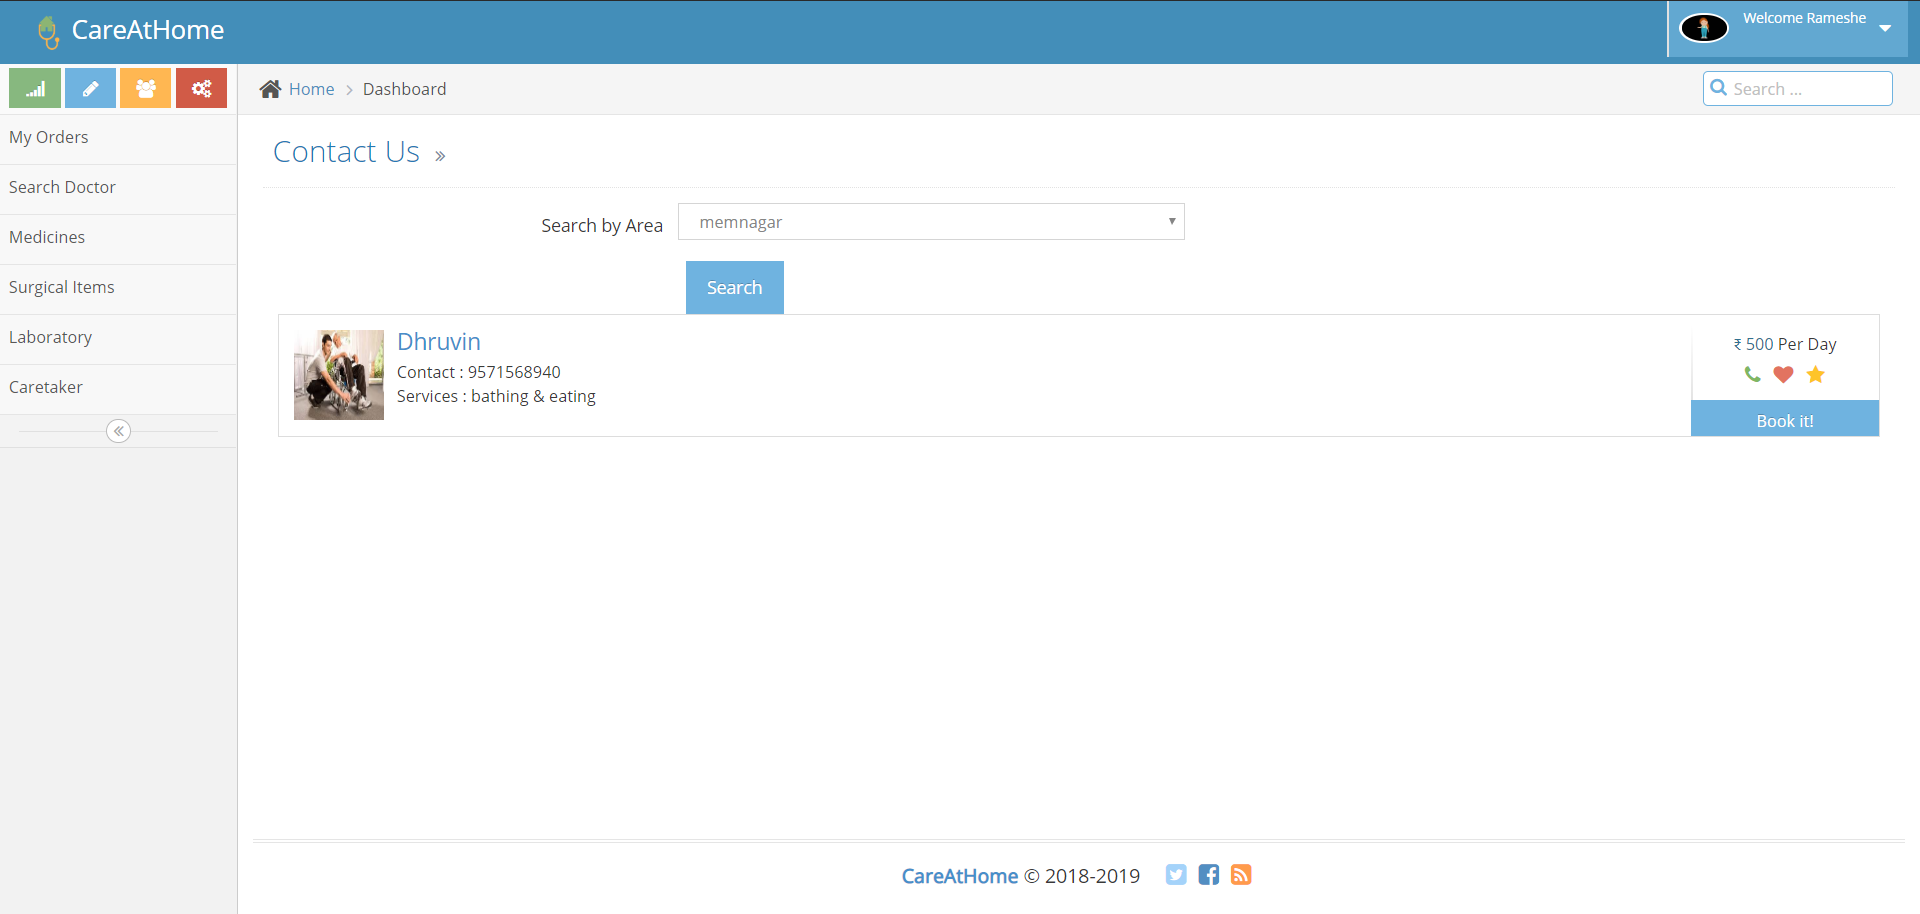 CareAtHome
Welcome Rameshe
Home
Dashboard
Search ...
My Orders
Search Doctor
Medicines
Surgical Items
Laboratory
Caretaker
Contact Us »
Search by Area
memnagar
Search
Dhruvin
Contact : 9571568940
Services : bathing & eating
₹ 500 Per Day
Book it!
CareAtHome © 2018-2019